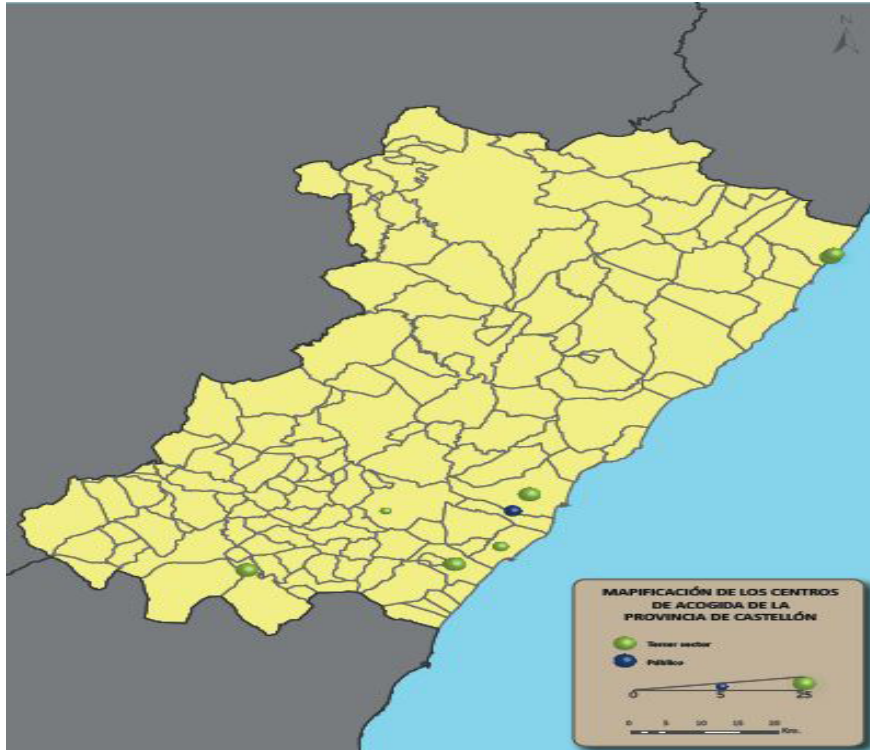 N
MAPIFICACIÓN DE LOS CENTROS
DE ACOGIDA DE LA
PROVINCIA DE CASTELLÓN
Tercer sector
Público
0 5 25
0 5 10 15 20
Km.